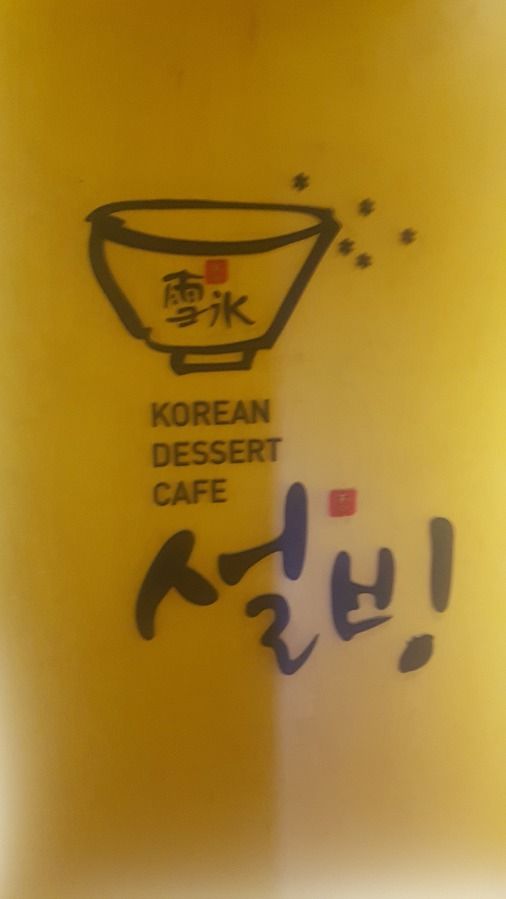 雪氷
KOREAN
DESSERT
CAFE
설빙